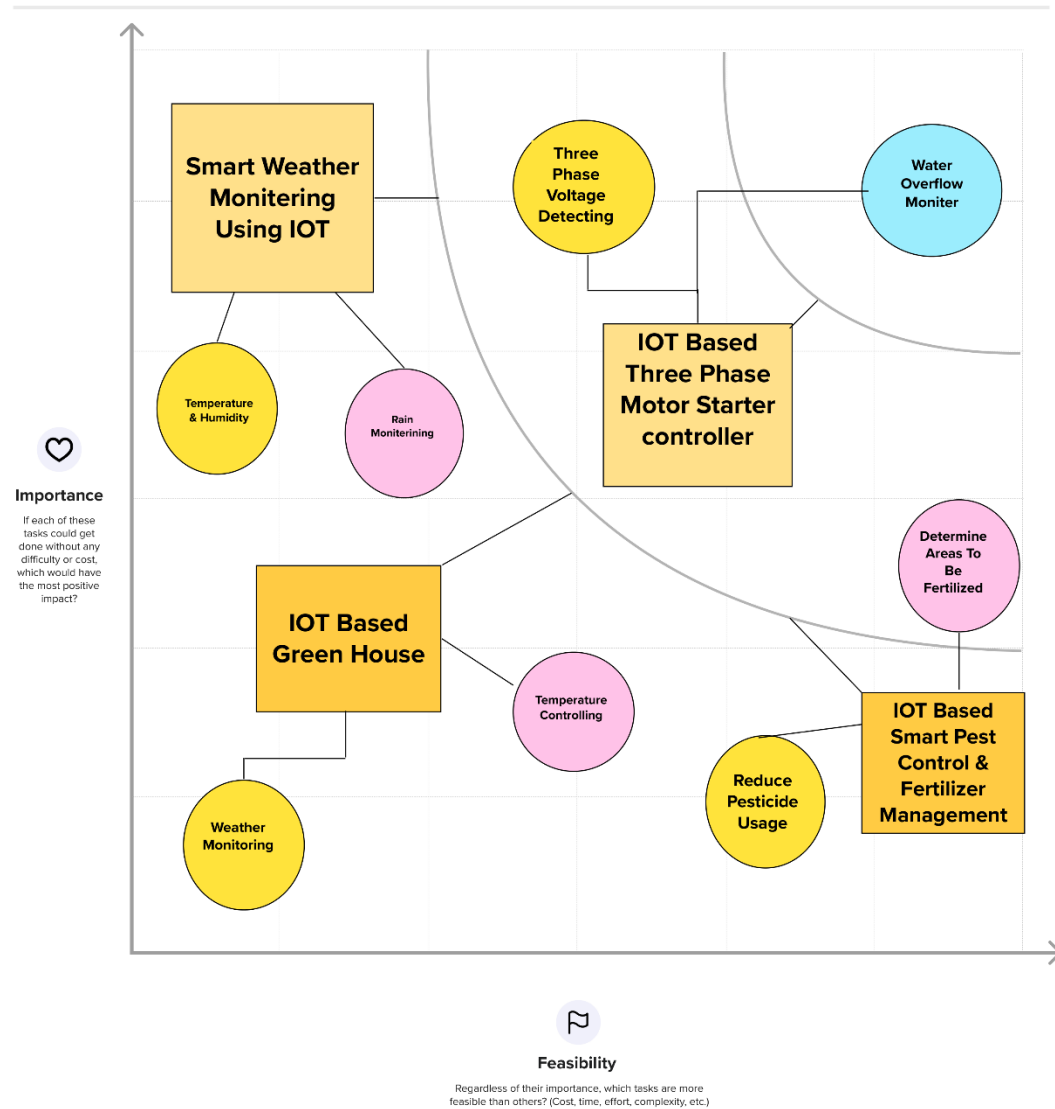 Smart Weather
Monitering
Using IOT
Three
Phase
Voltage
Detecting
Water
Overflow
Moniter
Temperature
& Humidity
Rain
Moniterining
IOT Based
Three Phase
Motor Starter
controller
Importance
If each of these
tasks could get
done without any
difficulty or cost,
which would have
the most positive
impact?
Determine
Areas To
Be
Fertilized
IOT Based
Green House
Temperature
Controlling
IOT Based
Smart Pest
Control &
Fertilizer
Management
Reduce
Pesticide
Usage
Weather
Monitoring
Feasibility
Regardless of their importance, which tasks are more
feasible than others? (Cost, time, effort, complexity, etc.)